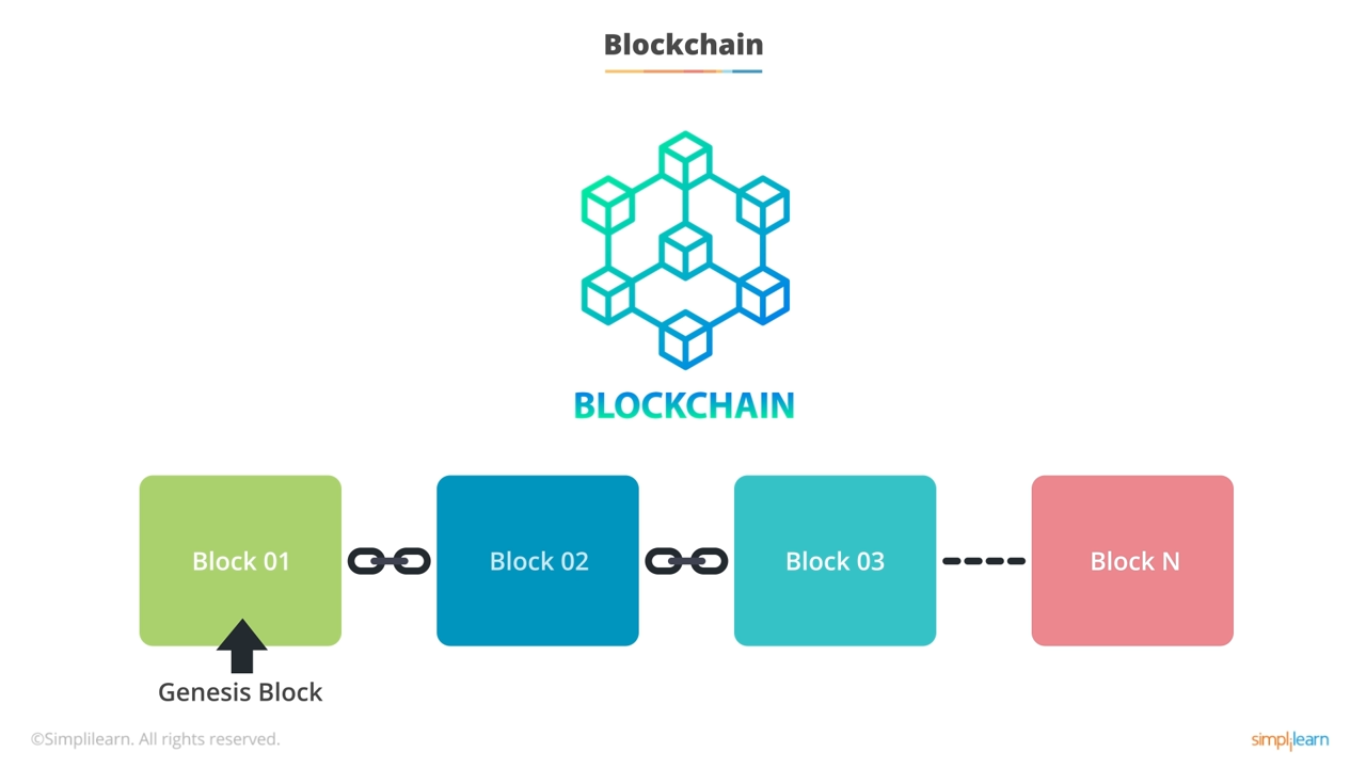 Blockchain
BLOCKCHAIN
Block 01
Block 02
Block 03
Block N
Genesis Block
©Simplilearn. All rights reserved.
simplilearn